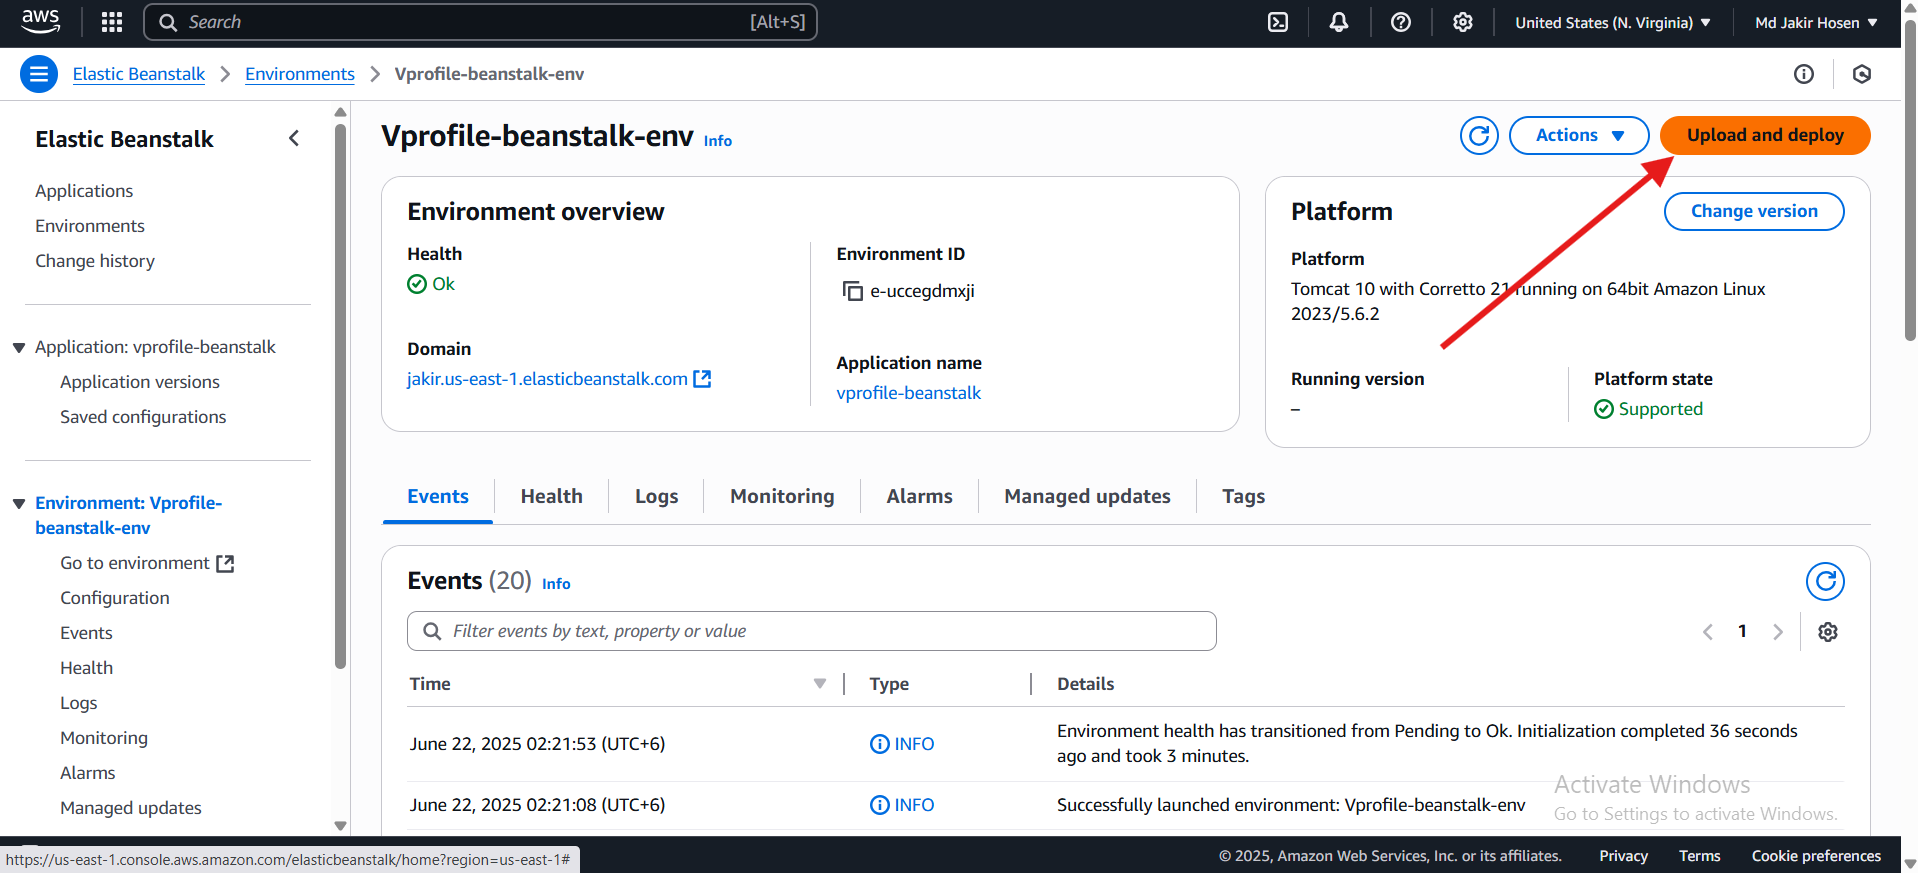 aws
Search
[Alt+S]
United States (N. Virginia)
Md Jakir Hosen
Elastic Beanstalk
Environments
Vprofile-beanstalk-env
Elastic Beanstalk
Applications
Environments
Change history
Application: vprofile-beanstalk
Application versions
Saved configurations
Environment: Vprofile-
beanstalk-env
Go to environment
Configuration
Events
Health
Logs
Monitoring
Alarms
Managed updates
Vprofile-beanstalk-env Info
Actions
Upload and deploy
Environment overview
Health
Ok
Domain
jakir.us-east-1.elasticbeanstalk.com
Environment ID
e-uccegdmxji
Application name
vprofile-beanstalk
Platform
Change version
Platform
Tomcat 10 with Corretto 21 running on 64bit Amazon Linux
2023/5.6.2
Running version
–
Platform state
Supported
Events
Health
Logs
Monitoring
Alarms
Managed updates
Tags
Events (20) Info
Filter events by text, property or value
1
Time
Type
Details
June 22, 2025 02:21:53 (UTC+6)
INFO
Environment health has transitioned from Pending to Ok. Initialization completed 36 seconds
ago and took 3 minutes.
June 22, 2025 02:21:08 (UTC+6)
INFO
Successfully launched environment: Vprofile-beanstalk-env
Activate Windows
Go to Settings to activate Windows.
https://us-east-1.console.aws.amazon.com/elasticbeanstalk/home?region=us-east-1#
© 2025, Amazon Web Services, Inc. or its affiliates.
Privacy
Terms
Cookie preferences